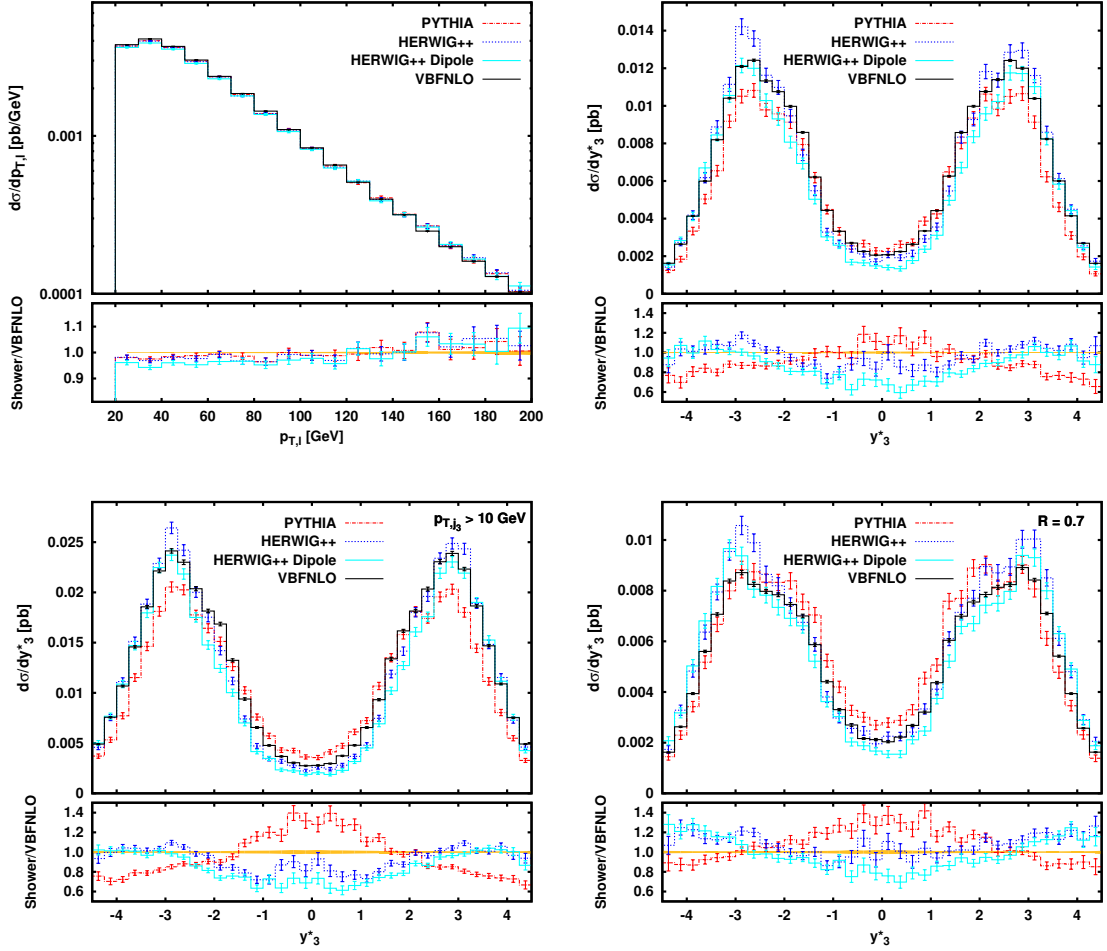 PYTHIA
HERWIG++
HERWIG++ Dipole
VBFNLO
dσ/dp_T,l [pb/GeV]
0.001
0.0001
Shower/VBFNLO
1.1
1.0
0.9
20 40 60 80 100 120 140 160 180 200
p_T,l [GeV]
PYTHIA
HERWIG++
HERWIG++ Dipole
VBFNLO
dσ/dy*_3 [pb]
0.014
0.012
0.01
0.008
0.006
0.004
0.002
0
Shower/VBFNLO
1.4
1.2
1.0
0.8
0.6
-4 -3 -2 -1 0 1 2 3 4
y*_3
p_T,j_3 > 10 GeV
PYTHIA
HERWIG++
HERWIG++ Dipole
VBFNLO
dσ/dy*_3 [pb]
0.025
0.02
0.015
0.01
0.005
0
Shower/VBFNLO
1.4
1.2
1.0
0.8
0.6
-4 -3 -2 -1 0 1 2 3 4
y*_3
R = 0.7
PYTHIA
HERWIG++
HERWIG++ Dipole
VBFNLO
dσ/dy*_3 [pb]
0.01
0.008
0.006
0.004
0.002
0
Shower/VBFNLO
1.4
1.2
1.0
0.8
0.6
-4 -3 -2 -1 0 1 2 3 4
y*_3